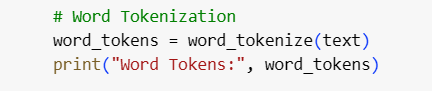 # Word Tokenization
word_tokens = word_tokenize(text)
print("Word Tokens:", word_tokens)